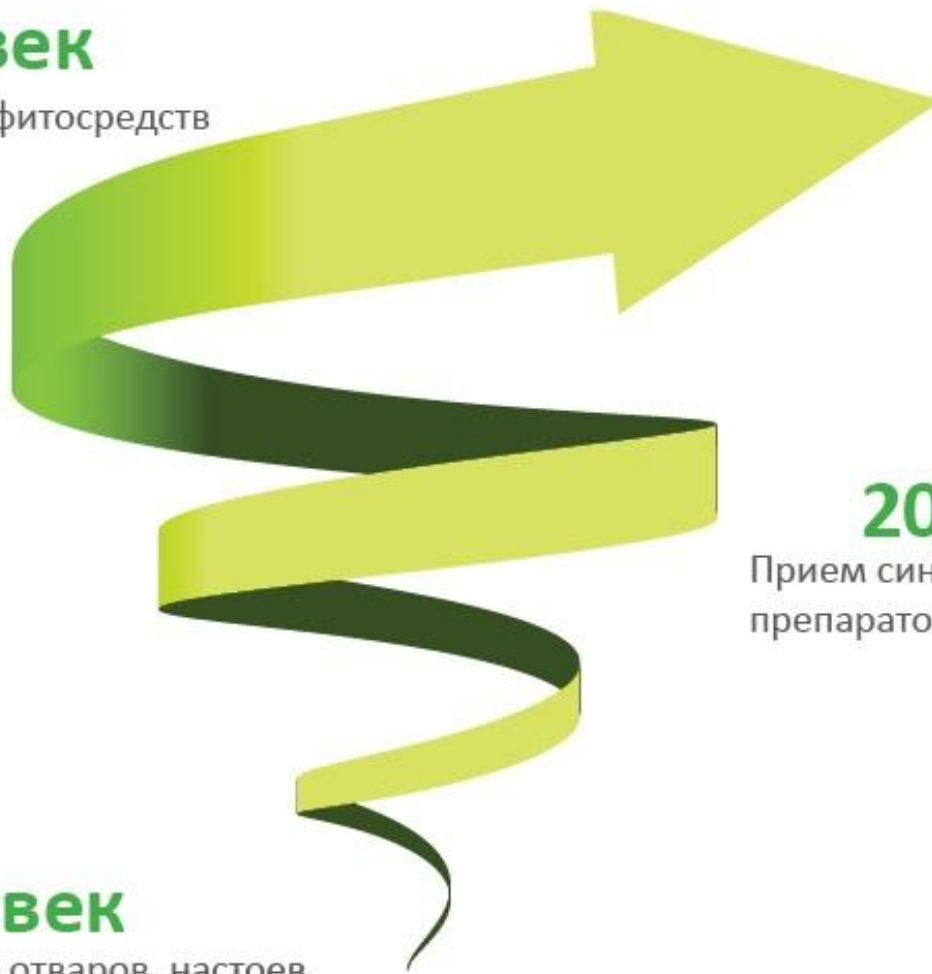 век
фитосредств
20
Прием син
препарато
век
отваров, настоев